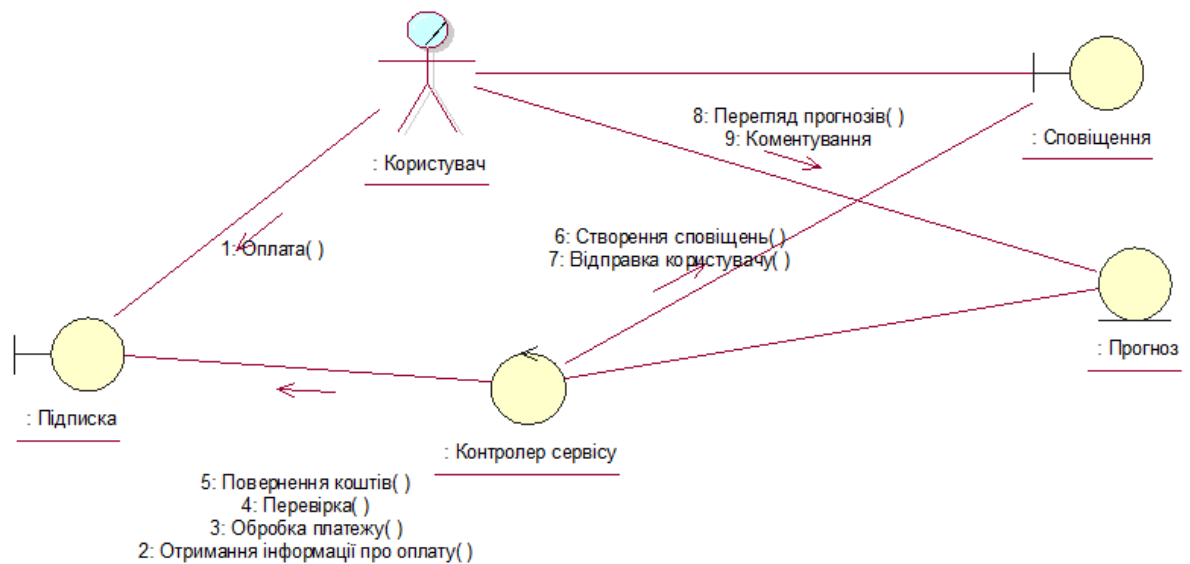 8: Перегляд прогнозів( )
9: Коментування
: Користувач
: Сповіщення
1: Оплата( )
6: Створення сповіщень( )
7: Відправка користувачу( )
: Прогноз
: Підписка
: Контролер сервісу
5: Повернення коштів( )
4: Перевірка( )
3: Обробка платежу( )
2: Отримання інформації про оплату( )